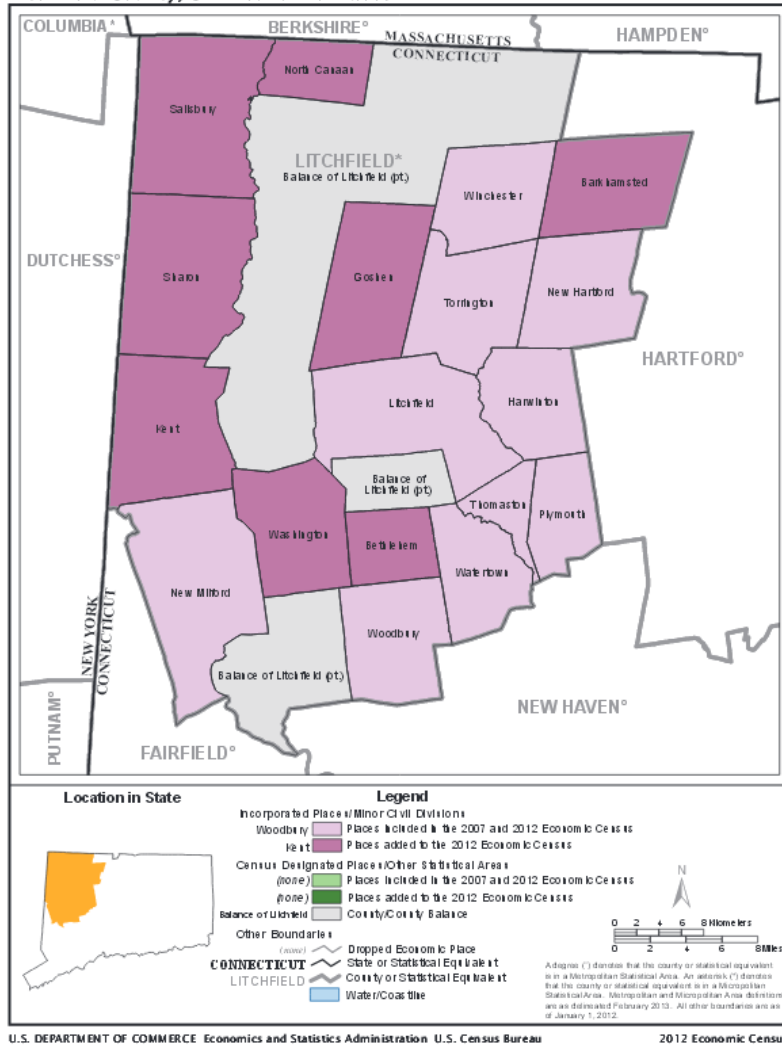 COLUMBIA*
BERKSHIRE°
HAMPDEN°
MASSACHUSETTS
CONNECTICUT
North Canaan
Salisbury
LITCHFIELD*
Balance of Litchfield (pt.)
Winchester
Barkhamsted
DUTCHESS°
Sharon
Goshen
New Hartford
Torrington
HARTFORD°
Litchfield
Harwinton
Kent
Balance of
Litchfield (pt.)
Thomaston
Plymouth
Washington
Bethlehem
Watertown
New Milford
Woodbury
NEW YORK
CONNECTICUT
Balance of Litchfield (pt.)
NEW HAVEN°
PUTNAM°
FAIRFIELD°
Location in State
Legend
Incorporated Places/Minor Civil Divisions
Woodbury Places included in the 2007 and 2012 Economic Census
Kent Places added to the 2012 Economic Census
Census Designated Places/Other Statistical Areas
(none) Places included in the 2007 and 2012 Economic Census
(none) Places added to the 2012 Economic Census
Balance of Litchfield County/County Balance
Other Boundaries
(none) Dropped Economic Place
CONNECTICUT State or Statistical Equivalent
LITCHFIELD County or Statistical Equivalent
Water/Coastline
N
0 2 4 6 8 Kilometers
0 2 4 6 8 Miles
A degree (°) denotes that the county or statistical equivalent
is in a Metropolitan Statistical Area. An asterisk (*) denotes
that the county or statistical equivalent is in a Micropolitan
Statistical Area. Metropolitan and Micropolitan Area definition
are as delineated February 2013. All other boundaries are as
of January 1, 2012.
U.S. DEPARTMENT OF COMMERCE Economics and Statistics Administration U.S. Census Bureau
2012 Economic Censu